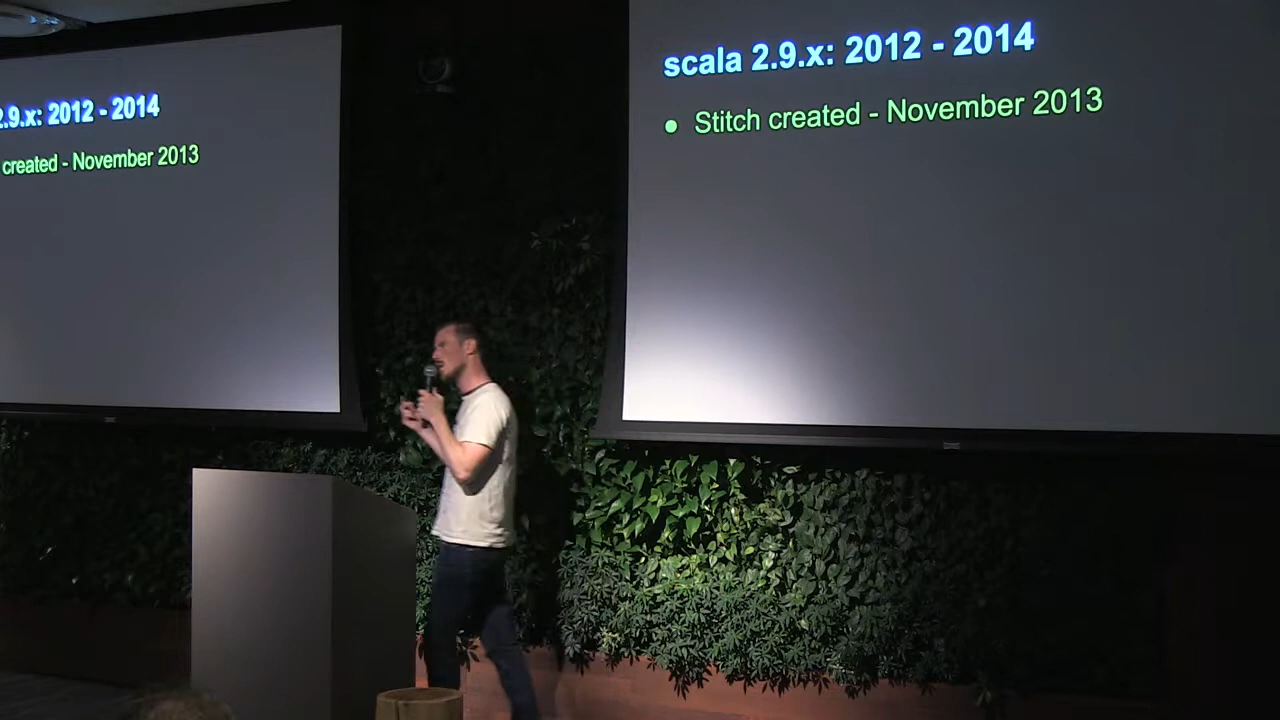 2.9.x: 2012 - 2014
created - November 2013
scala 2.9.x: 2012 - 2014
• Stitch created - November 2013